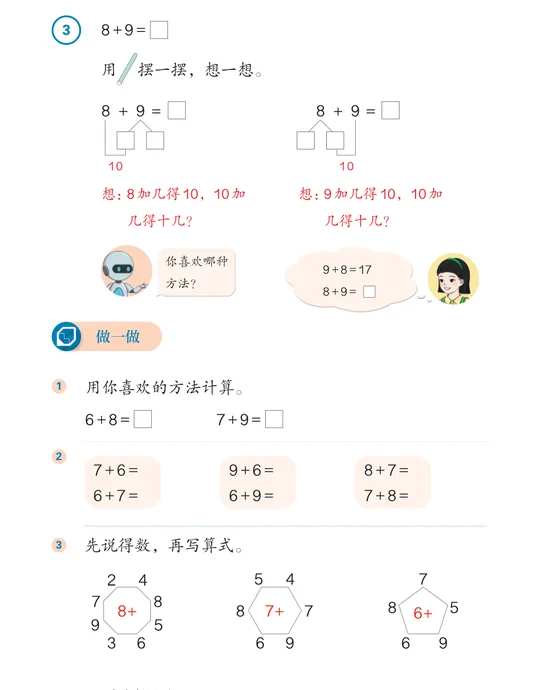 3 8+9=□
用 摆一摆，想一想。
8 + 9 = □
10
想：8加几得10，10加
几得十几？
8 + 9 = □
10
想：9加几得10，10加
几得十几？
你喜欢哪种
方法？
9+8=17
8+9=□
做一做
1 用你喜欢的方法计算。
6+8=□ 7+9=□
2
7+6= 9+6= 8+7=
6+7= 6+9= 7+8=
3 先说得数，再写算式。
2 4 7 8 9 5 3 6
8+
5 4 8 7 6 9
7+
7 8 5 6 9
6+